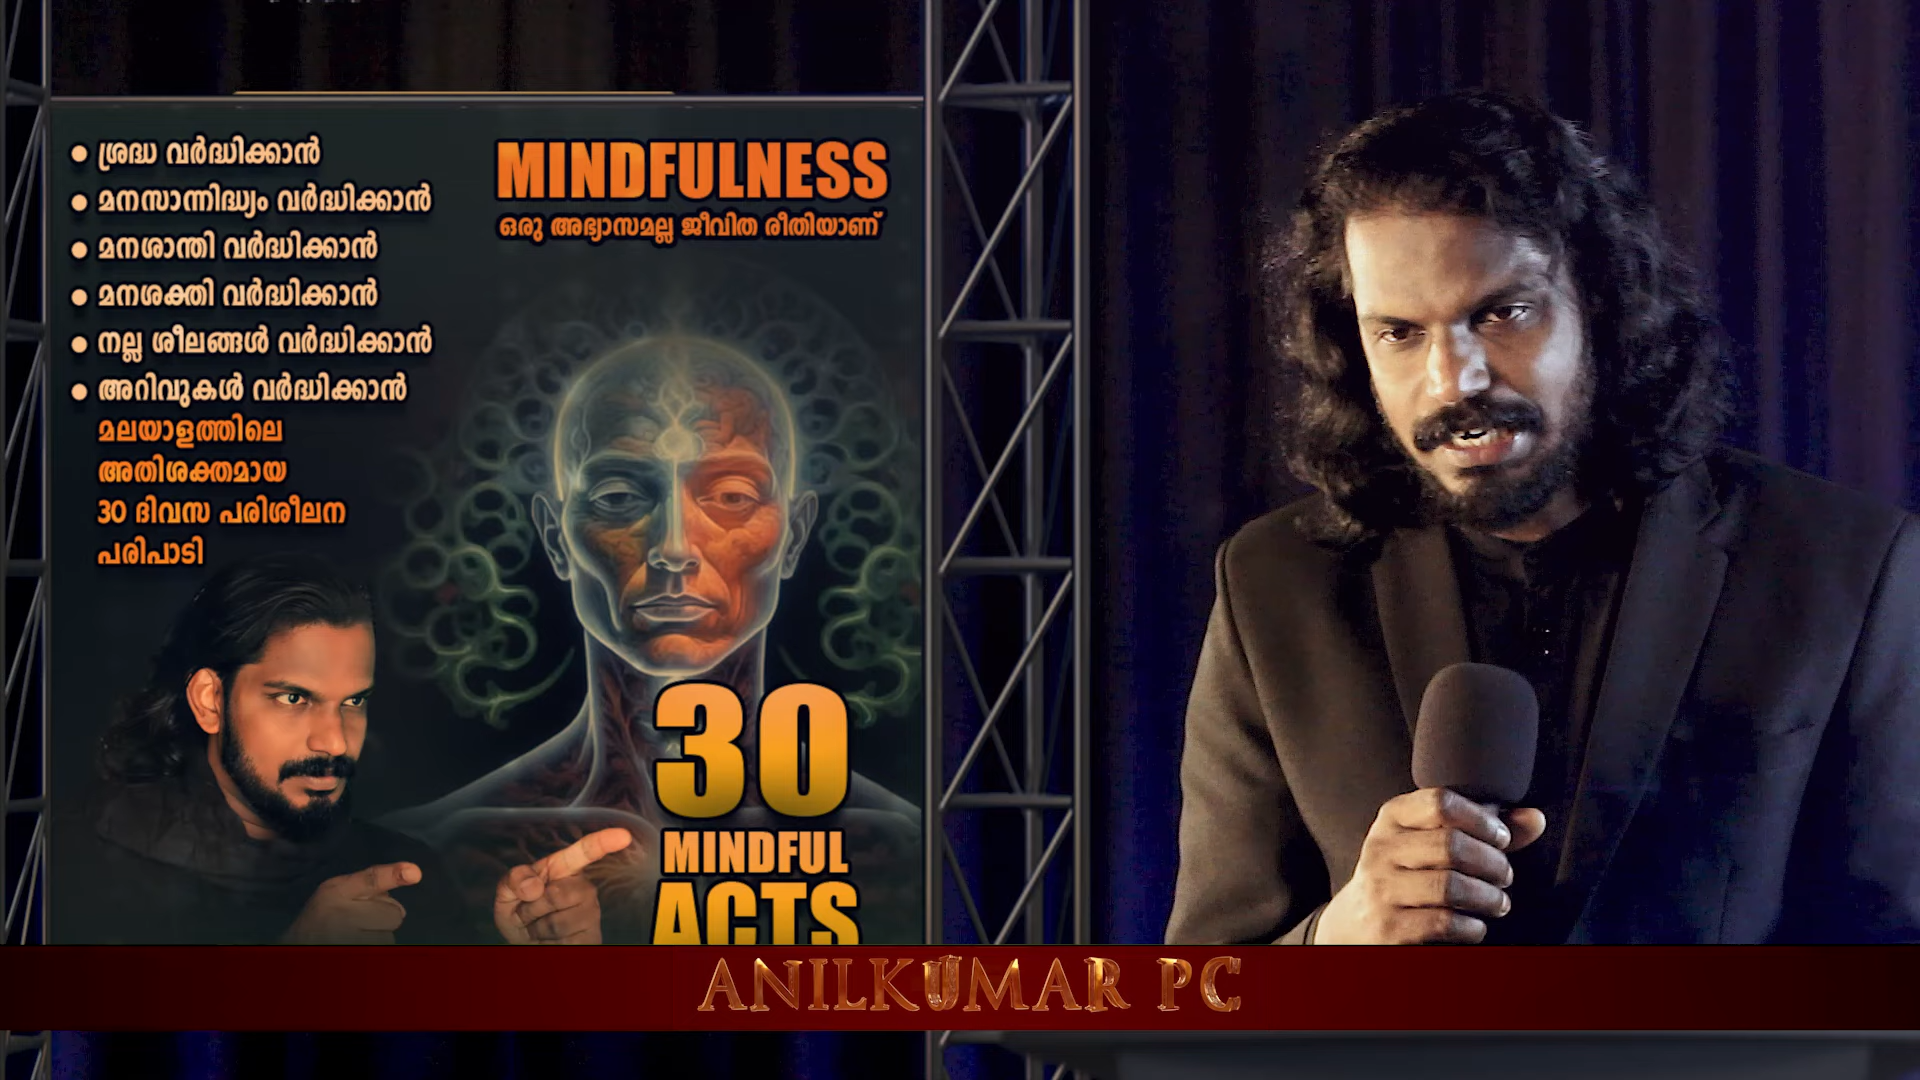 ശ്രദ്ധ വർദ്ധിക്കാൻ
മനസാന്നിദ്ധ്യം വർദ്ധിക്കാൻ
മനശാന്തി വർദ്ധിക്കാൻ
മനശക്തി വർദ്ധിക്കാൻ
നല്ല ശീലങ്ങൾ വർദ്ധിക്കാൻ
അറിവുകൾ വർദ്ധിക്കാൻ
മലയാളത്തിലെ
അതിശക്തമായ
30 ദിവസ പരിശീലന
പരിപാടി
MINDFULNESS
ഒരു അഭ്യാസമല്ല ജീവിത രീതിയാണ്
30
MINDFUL
ACTS
ANILKUMAR PC